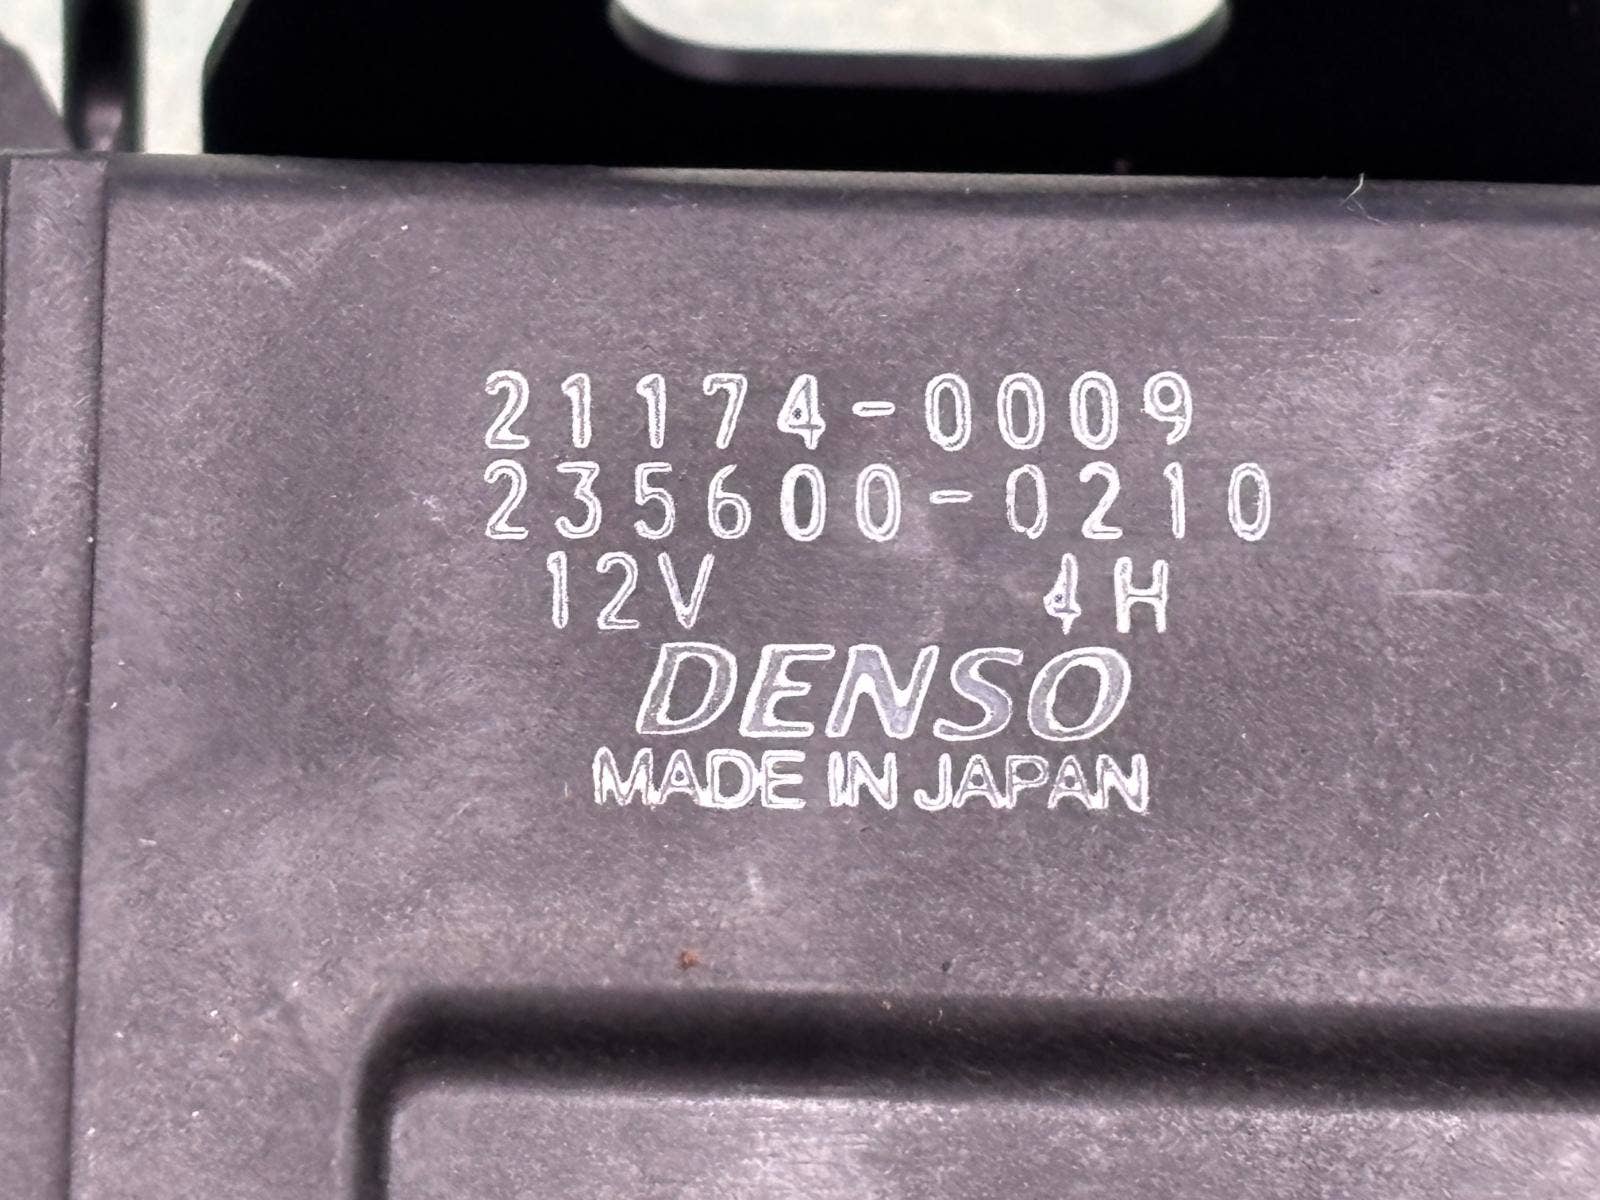 21174-0009
235600-0210
12V 4H
DENSO
MADE IN JAPAN